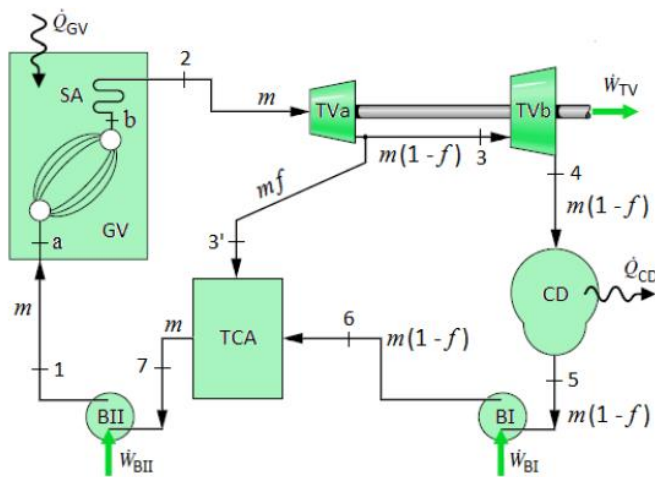 Q̇GV
2
SA
b
m
TVa
TVb
ẆTV
m(1 - f)
3
mf
4
m(1 - f)
a
GV
3'
CD
Q̇CD
m
1
m
7
TCA
6
m(1 - f)
5
m(1 - f)
BII
ẆBII
BI
ẆBI